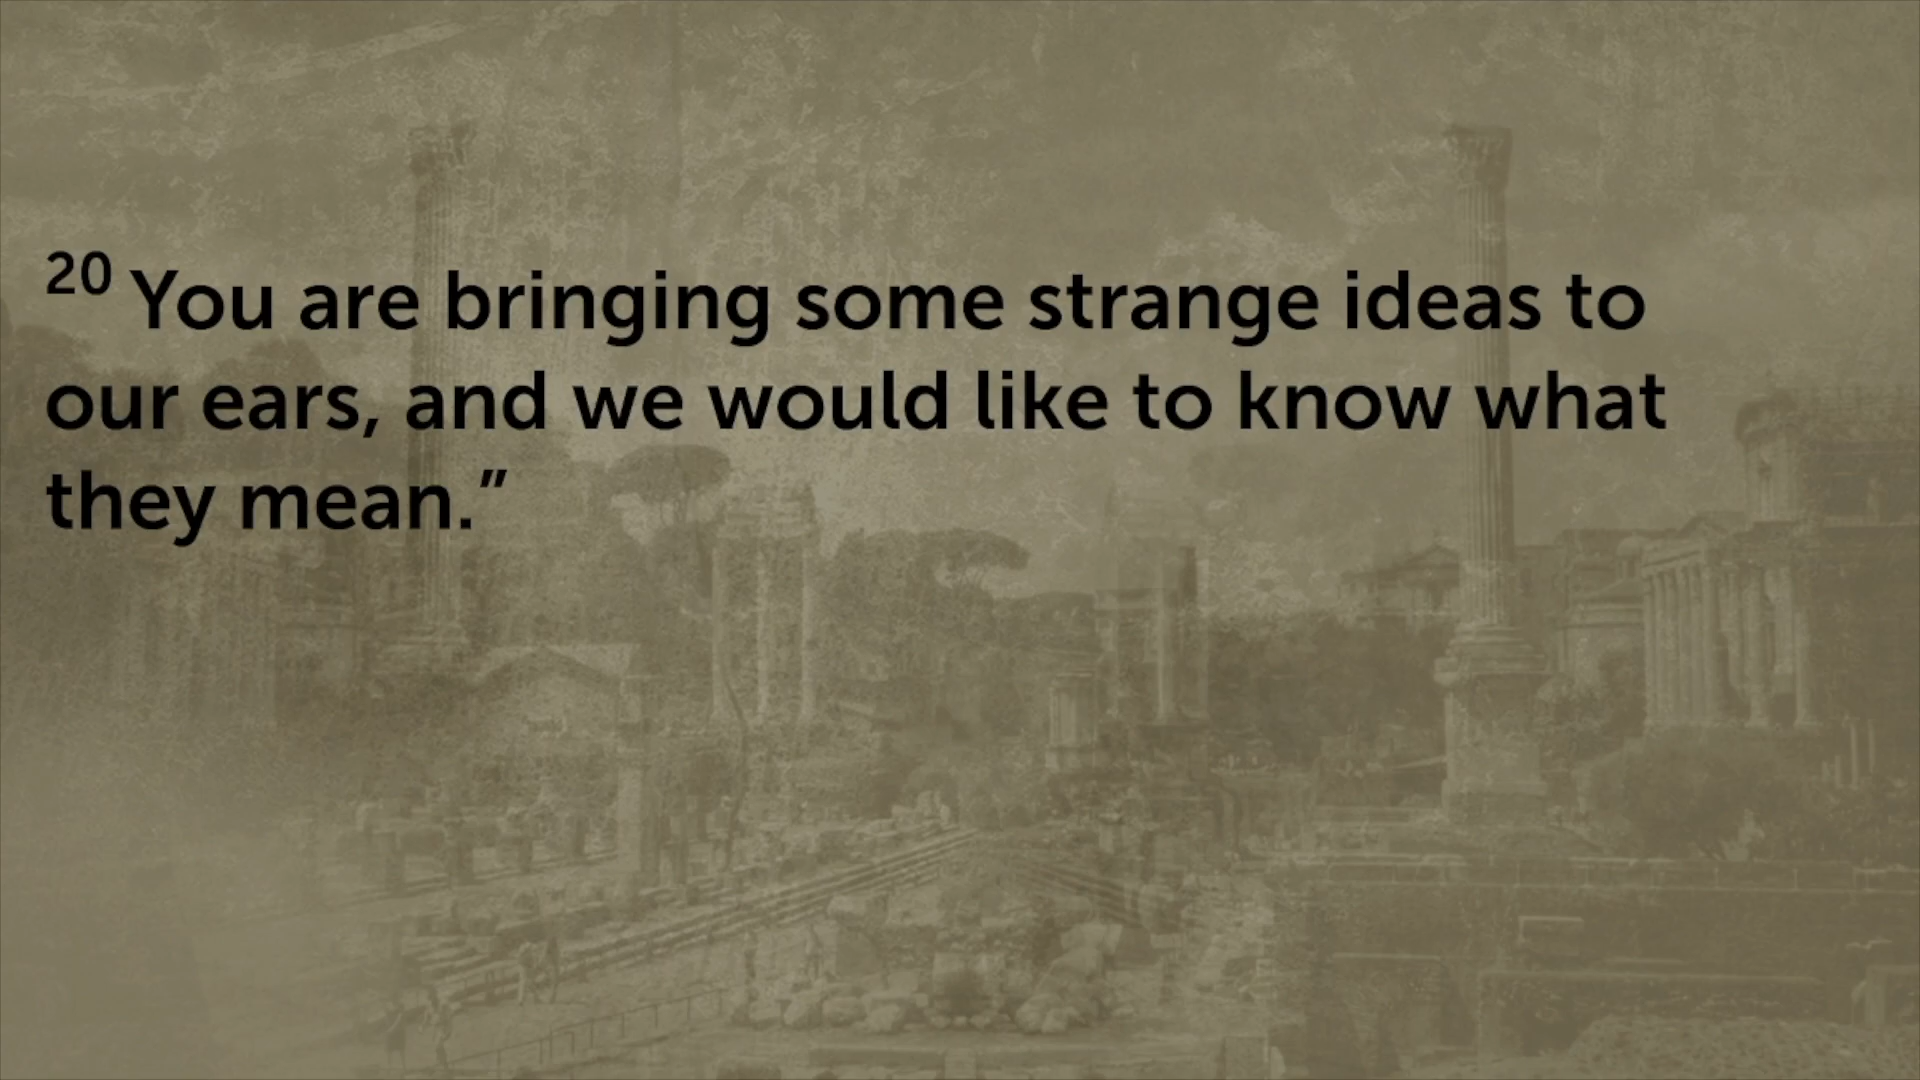 20 You are bringing some strange ideas to
our ears, and we would like to know what
they mean.”